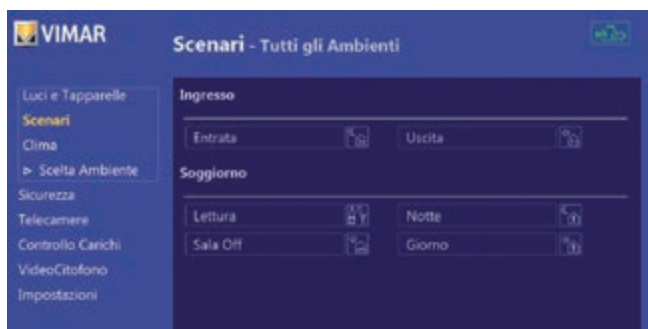 VIMAR
Scenari - Tutti gli Ambienti
Luci e Tapparelle
Scenari
Clima
Scelta Ambiente
Sicurezza
Telecamere
Controllo Carichi
VideoCitofono
Impostazioni
Ingresso
Entrata
Uscita
Soggiorno
Lettura
Notte
Sala Off
Giorno